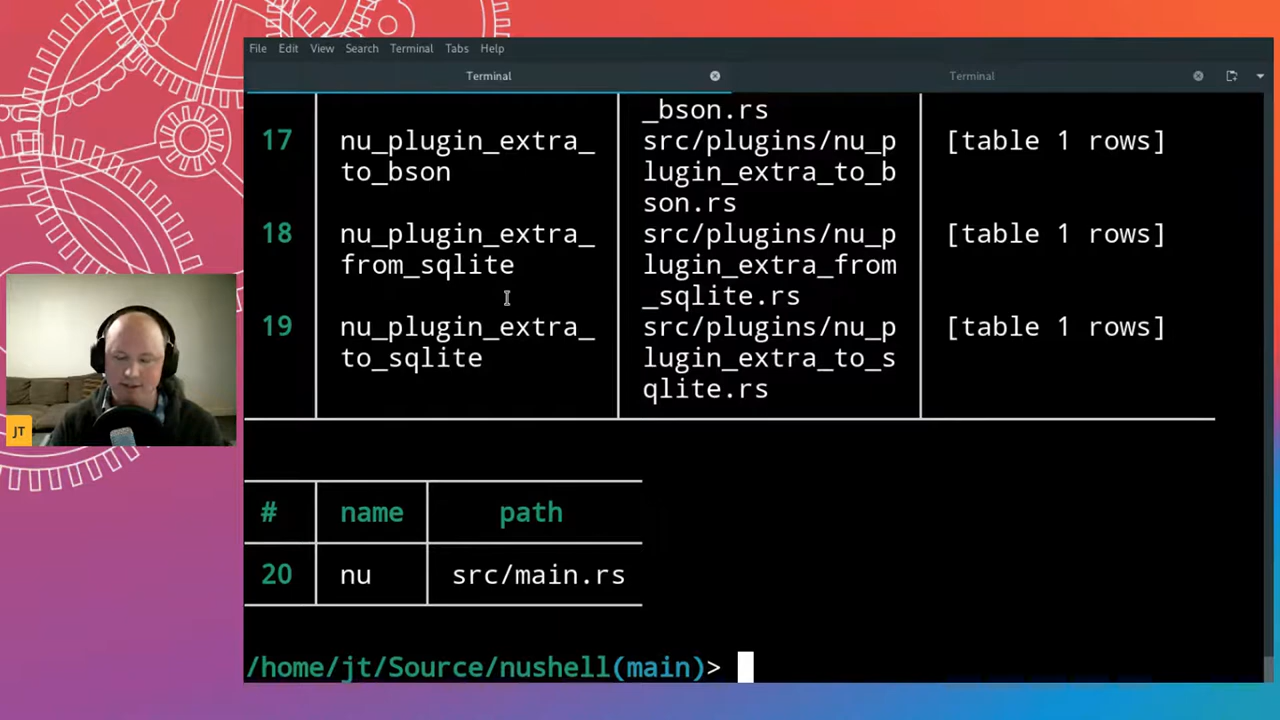 File Edit View Search Terminal Tabs Help
Terminal Terminal
_bson.rs
17 nu_plugin_extra_ src/plugins/nu_p [table 1 rows]
to_bson lugin_extra_to_b
son.rs
18 nu_plugin_extra_ src/plugins/nu_p [table 1 rows]
from_sqlite lugin_extra_from
_sqlite.rs
19 nu_plugin_extra_ src/plugins/nu_p [table 1 rows]
to_sqlite lugin_extra_to_s
qlite.rs
JT
# name path
20 nu src/main.rs
/home/jt/Source/nushell(main)>